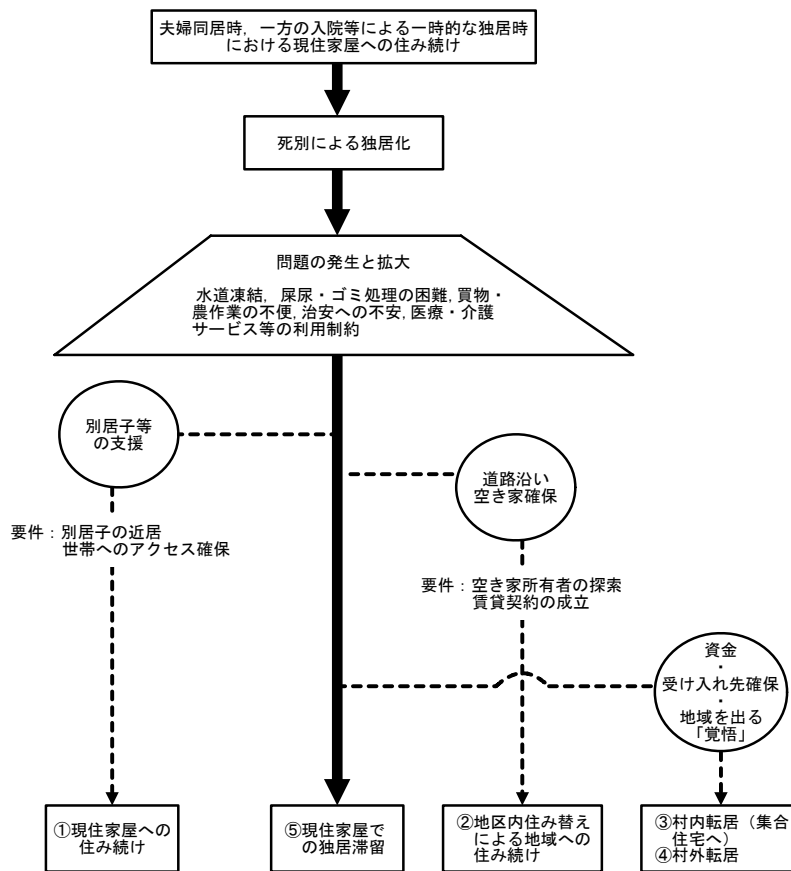 夫婦同居時，一方の入院等による一時的な独居時
における現住家屋への住み続け
死別による独居化
問題の発生と拡大
水道凍結，屎尿・ゴミ処理の困難，買物・
農作業の不便，治安への不安，医療・介護
サービス等の利用制約
別居子等
の支援
道路沿い
空き家確保
要件：別居子の近居
世帯へのアクセス確保
要件：空き家所有者の探索
賃貸契約の成立
資金
・
受け入れ先確保
・
地域を出る
「覚悟」
①現住家屋への
住み続け
⑤現住家屋で
の独居滞留
②地区内住み替え
による地域への
住み続け
③村内転居（集合
住宅へ）
④村外転居